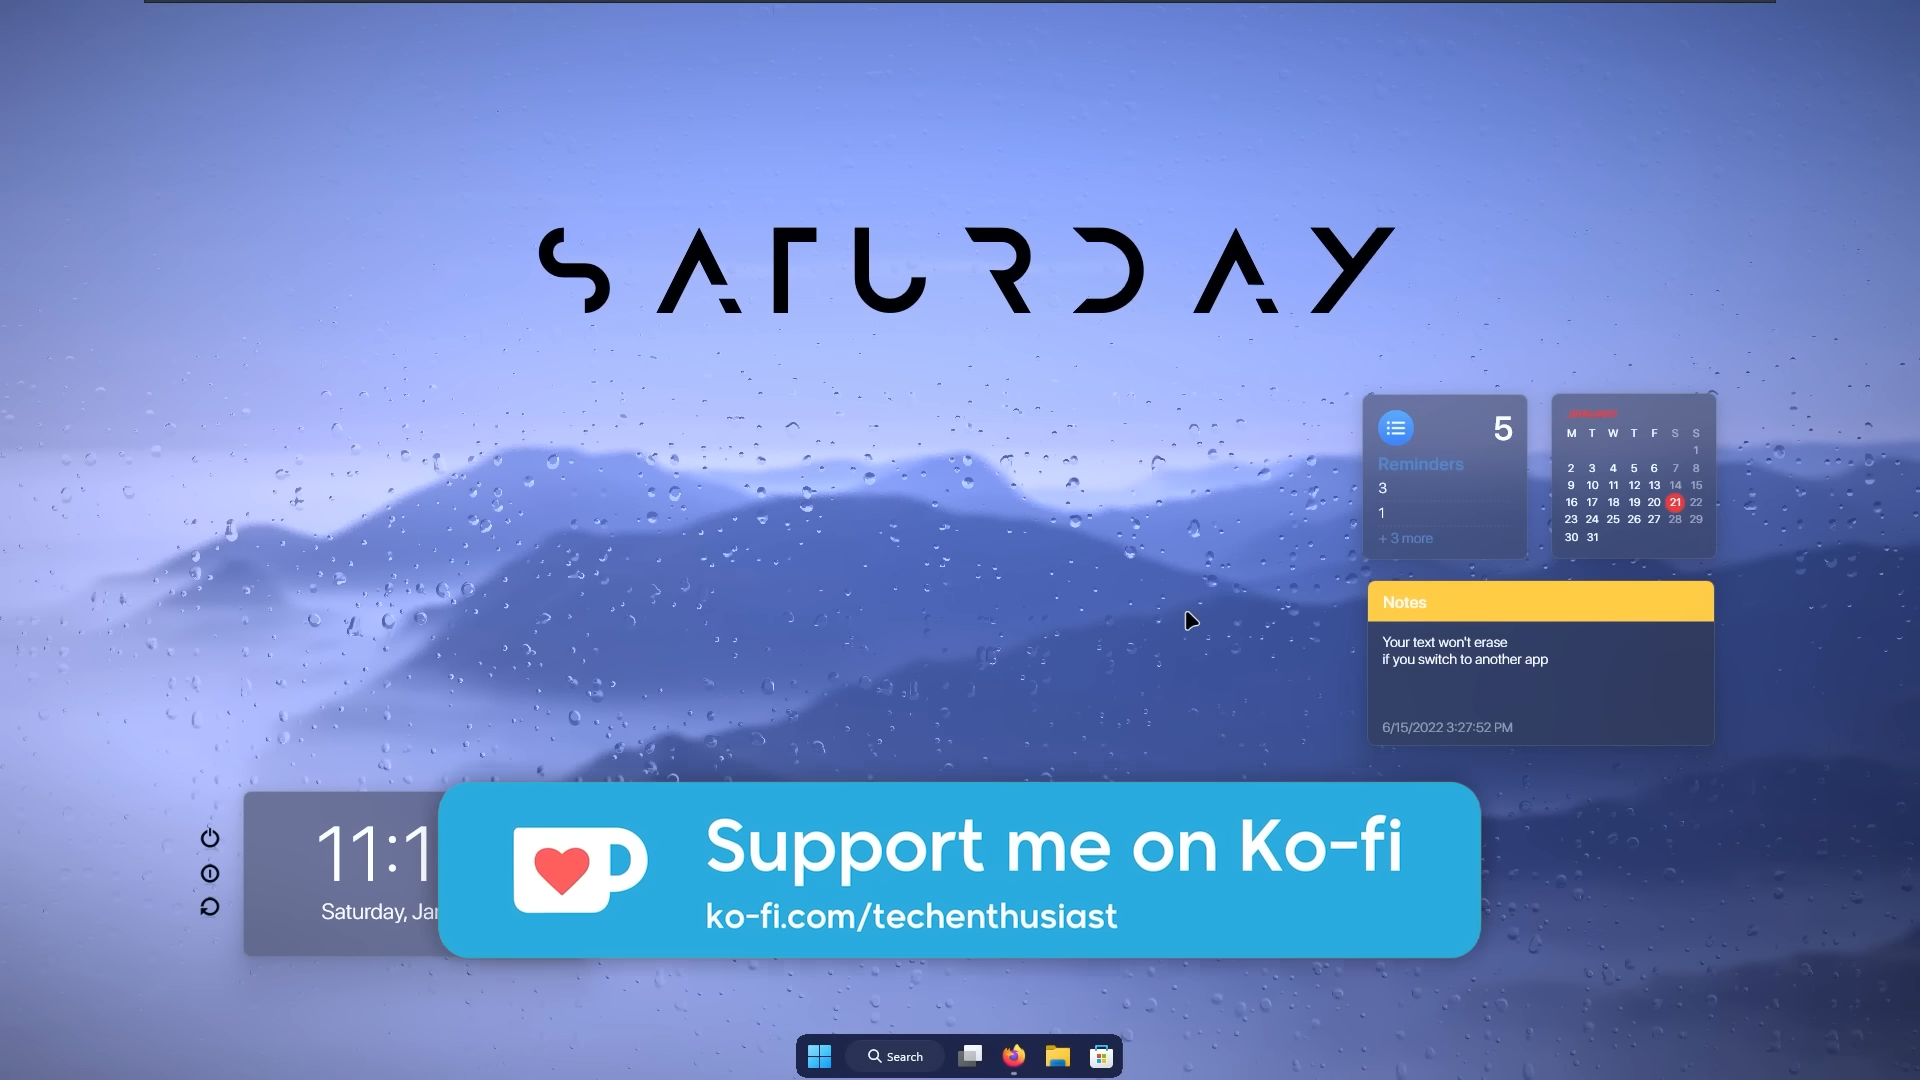 SATURDAY
5
Reminders
3
1
+ 3 more
JANUARY
M T W T F S S
1
2 3 4 5 6 7 8
9 10 11 12 13 14 15
16 17 18 19 20 21 22
23 24 25 26 27 28 29
30 31
Notes
Your text won't erase
if you switch to another app
6/15/2022 3:27:52 PM
11:1
Saturday, Jan
Support me on Ko-fi
ko-fi.com/techenthusiast
Search